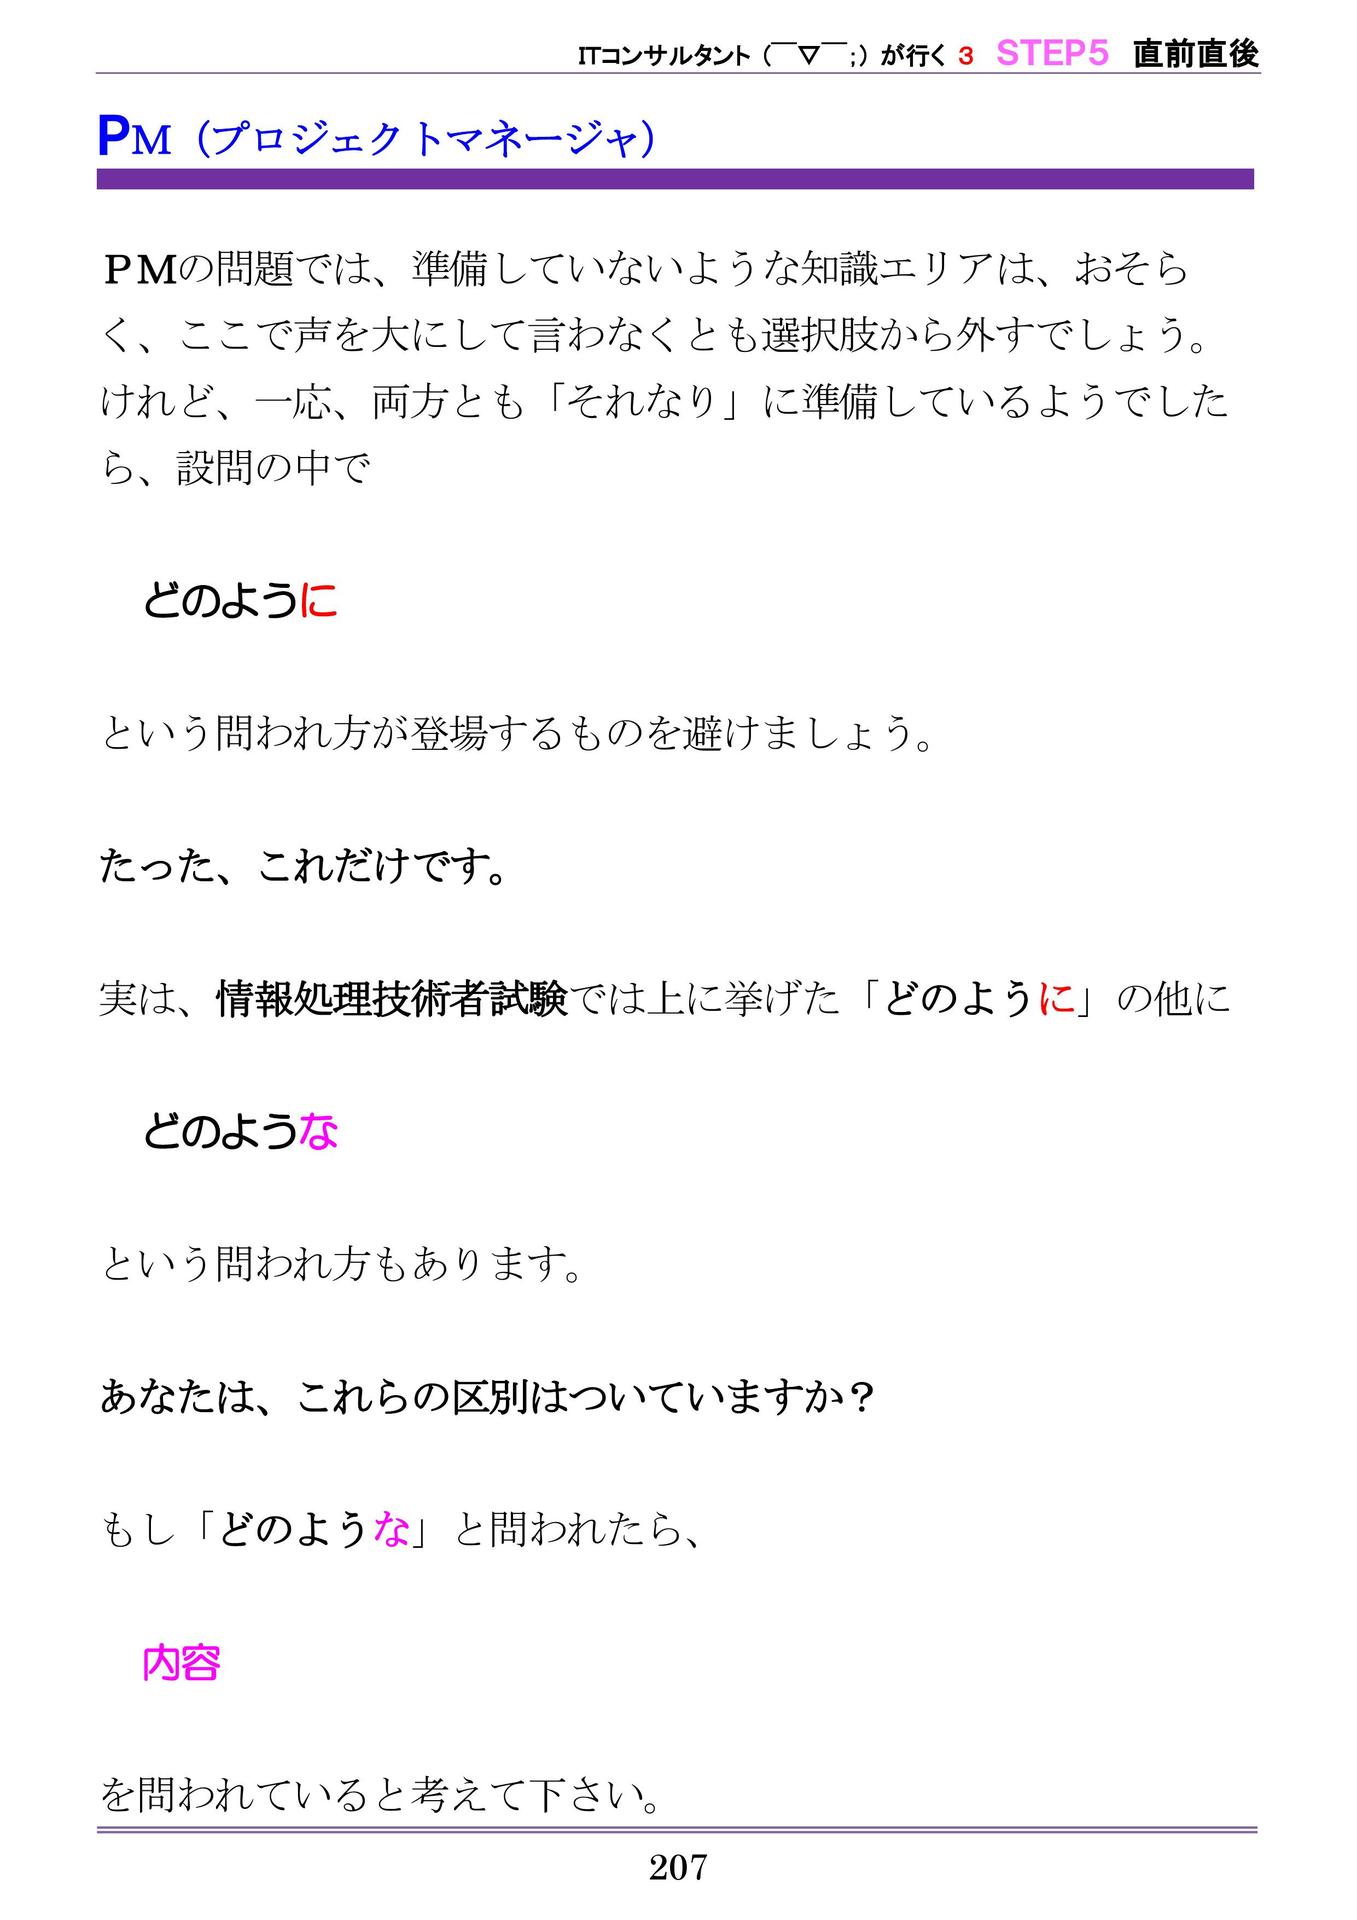 ITコンサルタント（￣▽￣；）が行く 3 STEP5 直前直後
PM（プロジェクトマネージャ）
ＰＭの問題では、準備していないような知識エリアは、おそら
く、ここで声を大にして言わなくとも選択肢から外すでしょう。
けれど、一応、両方とも「それなり」に準備しているようでした
ら、設問の中で
どのように
という問われ方が登場するものを避けましょう。
たった、これだけです。
実は、情報処理技術者試験では上に挙げた「どのように」の他に
どのような
という問われ方もあります。
あなたは、これらの区別はついていますか？
もし「どのような」と問われたら、
内容
を問われていると考えて下さい。
207